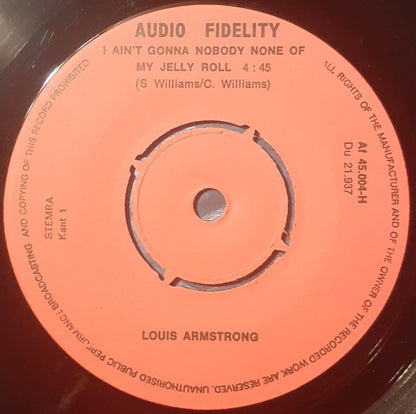 AUDIO FIDELITY
I AIN'T GONNA NOBODY NONE OF
MY JELLY ROLL 4:45
(S Williams/C. Williams)
STEMRA
Kant 1
Af 45.004-H
Du 21.937
LOUIS ARMSTRONG
ALL RIGHTS OF THE MANUFACTURER AND OF THE OWNER OF THE RECORDED WORK ARE RESERVED. UNAUTHORISED PUBLIC PERFORMANCE BROADCASTING AND COPYING OF THIS RECORD PROHIBITED